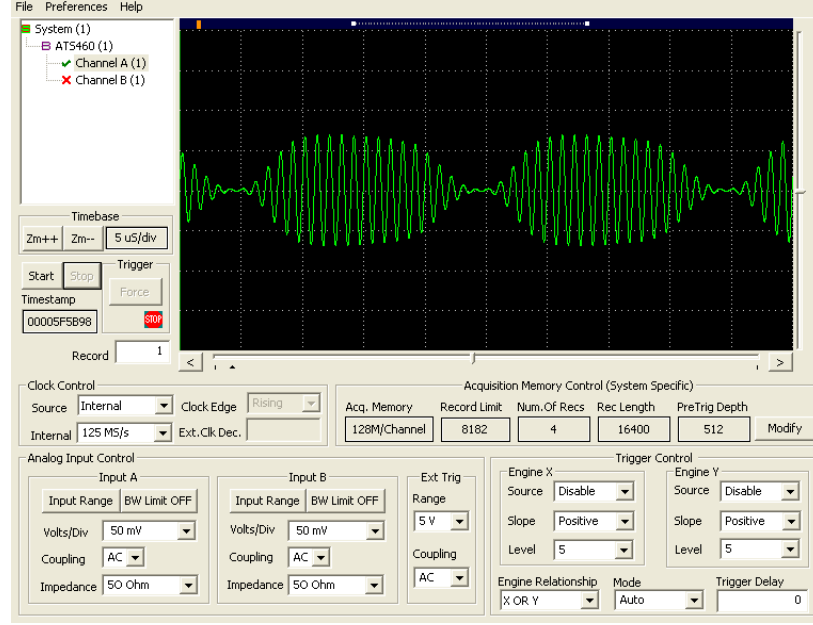 File Preferences Help
System (1)
B ATS460 (1)
Channel A (1)
Channel B (1)
Timebase
Zm++ Zm-- 5 uS/div
Trigger
Start Stop Force
Timestamp
00005F5B98 STOP
Record 1
< >
Clock Control
Source Internal Clock Edge Rising
Internal 125 MS/s Ext.Clk Dec.
Acquisition Memory Control (System Specific)
Acq. Memory Record Limit Num.Of Recs Rec Length PreTrig Depth
128M/Channel 8182 4 16400 512 Modify
Analog Input Control
Input A
Input Range BW Limit OFF
Volts/Div 50 mV
Coupling AC
Impedance 50 Ohm
Input B
Input Range BW Limit OFF
Volts/Div 50 mV
Coupling AC
Impedance 50 Ohm
Ext Trig
Range
5 V
Coupling
AC
Trigger Control
Engine X
Source Disable
Slope Positive
Level 5
Engine Y
Source Disable
Slope Positive
Level 5
Engine Relationship Mode Trigger Delay
X OR Y Auto 0